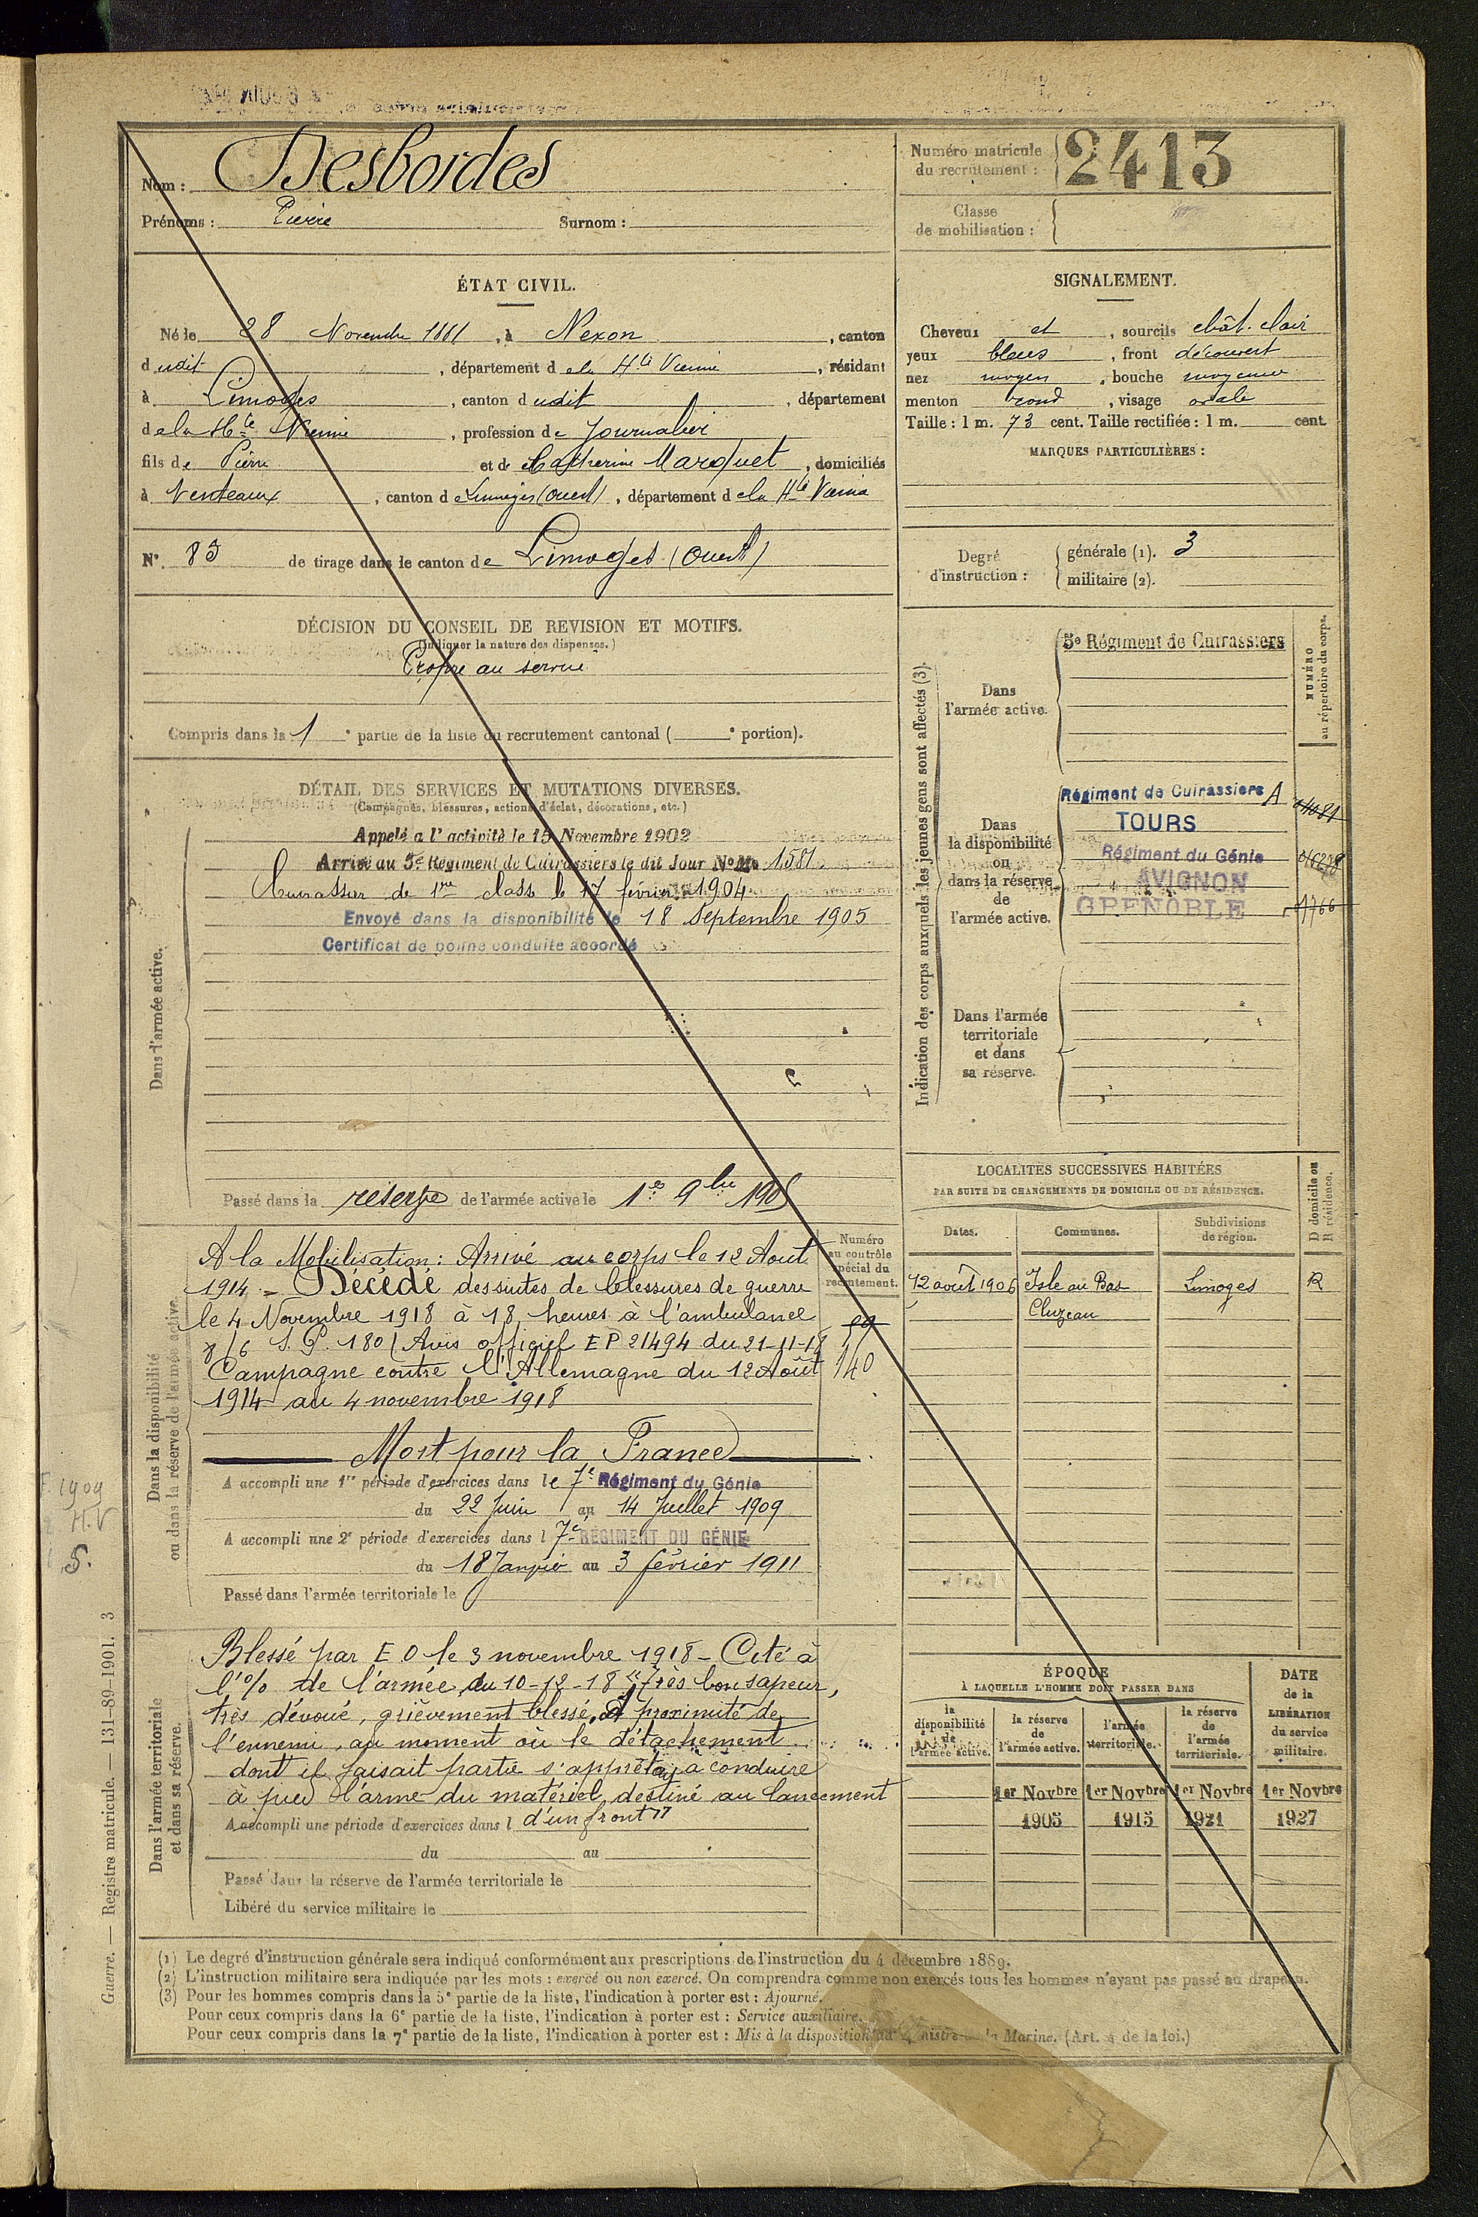 Nom : Desbordes
Prénoms : Pierre Surnom :
Numéro matricule du recrutement : 2413
Classe de mobilisation :
ÉTAT CIVIL.
Né le 28 Novembre 1881, à Nexon, canton
dudit, département de la Hte Vienne, résidant
à Limoges, canton dudit, département
de la Hte Vienne, profession de Journalier
fils de Pierre et de Catherine Marquet, domiciliés
à Venteaux, canton de Limoges (Ouest), département de la Hte Vienne
N° 83 de tirage dans le canton de Limoges (Ouest)
SIGNALEMENT.
Cheveux et, sourcils chât. clair
yeux bleus, front découvert
nez moyen, bouche moyenne
menton rond, visage ovale
Taille : 1 m. 73 cent. Taille rectifiée : 1 m. cent.
MARQUES PARTICULIÈRES :
Degré d'instruction : générale (1). 3
militaire (2).
DÉCISION DU CONSEIL DE REVISION ET MOTIFS.
(Indiquer la nature des dispenses.)
Propre au service
Compris dans la 1 e partie de la liste du recrutement cantonal ( e portion).
DÉTAIL DES SERVICES ET MUTATIONS DIVERSES.
(Campagnes, blessures, actions d'éclat, décorations, etc.)
Dans l'armée active.
Appelé à l'activité le 15 Novembre 1902
Arrivé au 5e Régiment de Cuirassiers le dit Jour No Mle 1581.
Cuirassier de 1re classe le 17 février 1904
Envoyé dans la disponibilité le 18 Septembre 1905
Certificat de bonne conduite accordé
Passé dans la réserve de l'armée active le 1er 9bre 1905
Indication des corps auxquels les jeunes gens sont affectés (3)
NUMÉRO au répertoire du corps.
Dans l'armée active.
5e Régiment de Cuirassiers
Dans la disponibilité ou dans la réserve de l'armée active.
Régiment de Cuirassiers A
TOURS
Régiment du Génie
AVIGNON
GRENOBLE
Dans l'armée territoriale et dans sa réserve.
LOCALITÉS SUCCESSIVES HABITÉES
PAR SUITE DE CHANGEMENTS DE DOMICILE OU DE RÉSIDENCE.
D domicile ou R résidence.
Dates. Communes. Subdivisions de région.
12 août 1906 Isle au Bas Limoges R
Cluzeau
Dans la disponibilité ou dans la réserve de l'armée active.
Numéro au contrôle spécial du recrutement.
A la Mobilisation : Arrivé au corps le 12 Aout
1914 - Décédé des suites de blessures de guerre
le 4 Novembre 1918 à 18 heures à l'ambulance
8/6 S.P. 180 (Avis officiel EP 21494 du 21-11-18
Campagne contre l'Allemagne du 12 Août
1914 au 4 novembre 1918
59
140
Mort pour la France
A accompli une 1re période d'exercices dans le 7e Régiment du Génie
du 22 Juin au 14 Juillet 1909
A accompli une 2e période d'exercices dans l 7e RÉGIMENT DU GÉNIE
du 18 Janvier au 3 février 1911
Passé dans l'armée territoriale le
1909
H.V
5.
Dans l'armée territoriale et dans sa réserve.
Blessé par E O le 3 novembre 1918 - Cité à
l'o/o de l'armée du 10-12-18 "Très bon sapeur,
très dévoué, grièvement blessé, à proximité de
l'ennemi, au moment où le détachement
dont il faisait partie s'apprêtait à conduire
à pied d'œuvre du matériel destiné au lancement
d'un front"
A accompli une période d'exercices dans l
du au
Passé dans la réserve de l'armée territoriale le
Libéré du service militaire le
ÉPOQUE
À LAQUELLE L'HOMME DOIT PASSER DANS
DATE de la LIBÉRATION du service militaire.
la disponibilité de l'armée active. la réserve de l'armée active. l'armée territoriale. la réserve de l'armée territoriale.
1er Novbre 1er Novbre 1er Novbre 1er Novbre
1905 1915 1921 1927
(1) Le degré d'instruction générale sera indiqué conformément aux prescriptions de l'instruction du 4 décembre 1889.
(2) L'instruction militaire sera indiquée par les mots : exercé ou non exercé. On comprendra comme non exercés tous les hommes n'ayant pas passé au drapeau.
(3) Pour les hommes compris dans la 5e partie de la liste, l'indication à porter est : Ajourné.
Pour ceux compris dans la 6e partie de la liste, l'indication à porter est : Service auxiliaire.
Pour ceux compris dans la 7e partie de la liste, l'indication à porter est : Mis à la disposition du Ministre de la Marine. (Art. 4 de la loi.)
Guerre. — Registre matricule. — 131-89-1901. 3